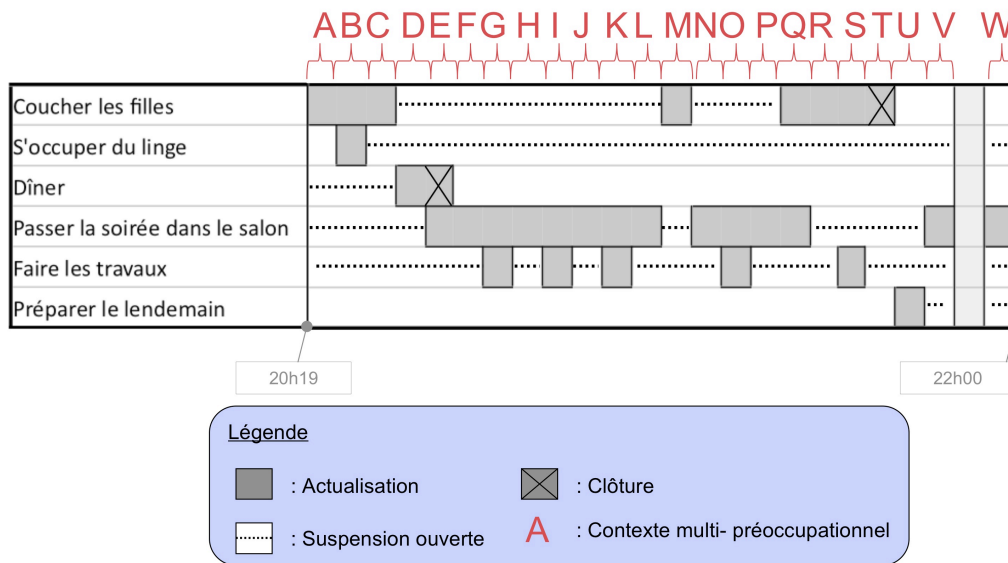 A B C D E F G H I J K L M N O P Q R S T U V W
Coucher les filles
S'occuper du linge
Dîner
Passer la soirée dans le salon
Faire les travaux
Préparer le lendemain
20h19
22h00
Légende
: Actualisation
: Clôture
: Suspension ouverte
A : Contexte multi- préoccupationnel